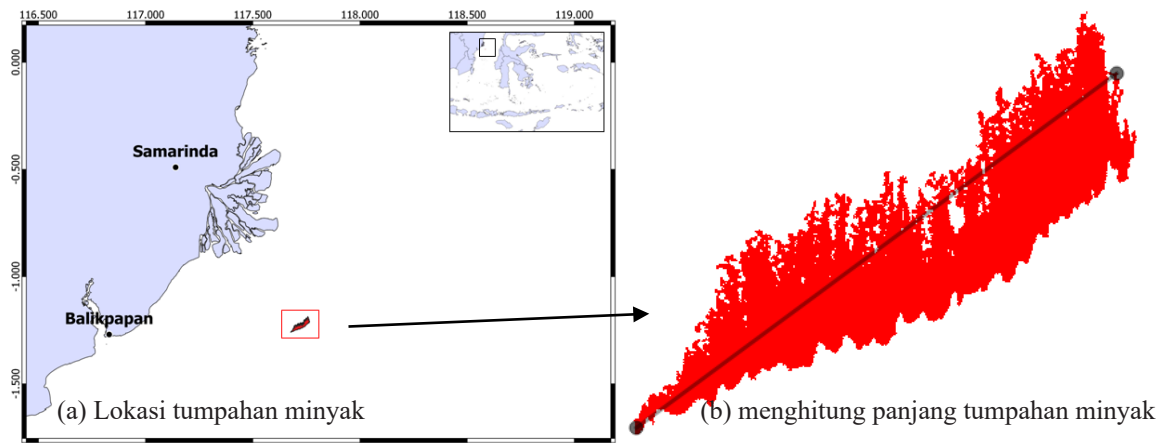 116.500 117.000 117.500 118.000 118.500 119.000
0.000
Samarinda
-0.500
-1.000
Balikpapan
-1.500
(a) Lokasi tumpahan minyak
(b) menghitung panjang tumpahan minyak